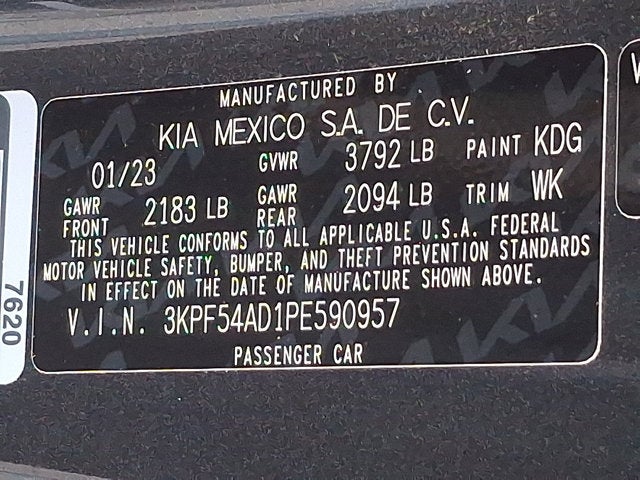 MANUFACTURED BY
KIA MEXICO S.A. DE C.V.
01/23 GVWR 3792 LB PAINT KDG
GAWR FRONT 2183 LB GAWR REAR 2094 LB TRIM WK
THIS VEHICLE CONFORMS TO ALL APPLICABLE U.S.A. FEDERAL
MOTOR VEHICLE SAFETY, BUMPER, AND THEFT PREVENTION STANDARDS
IN EFFECT ON THE DATE OF MANUFACTURE SHOWN ABOVE.
V.I.N. 3KPF54AD1PE590957
PASSENGER CAR
7620